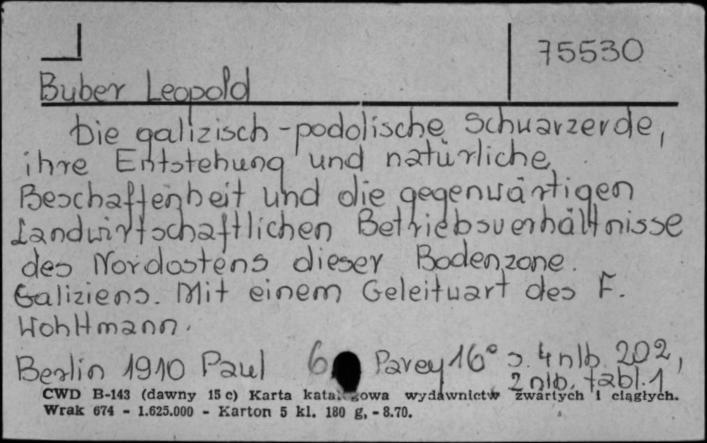 75530
Byber Leopold
Die galizisch-podolische Schwarzerde,
ihre Entstehung und natürliche
Beschaffenheit und die gegenwärtigen
Landwirtschaftlichen Betriebsverhältnisse
des Nordostens dieser Bodenzone
Galiziens. Mit einem Geleitwart des F.
Wohltmann.
Berlin 1910 Paul Parey 16° s. 4 nlb. 202,
2 nlb. tabl. 1
CWD B-143 (dawny 15 c) Karta katalogowa wydawnictw zwartych i ciągłych.
Wrak 674 - 1.625.000 - Karton 5 kl. 180 g, - 8.70.